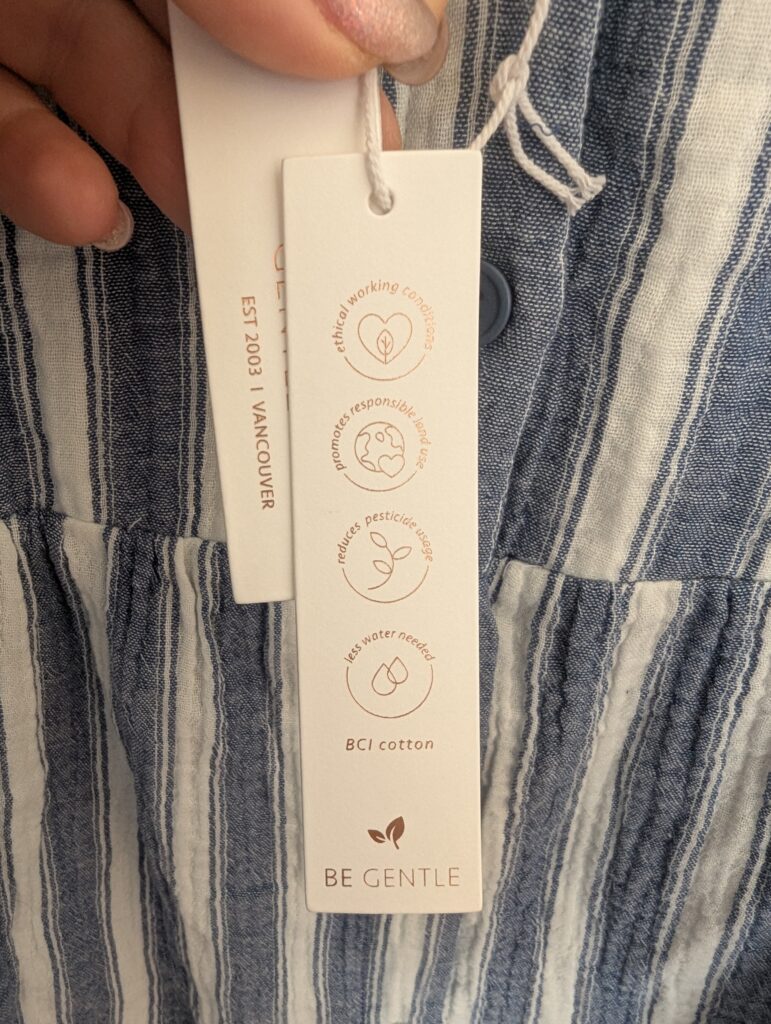 EST 2003 | VANCOUVER
ethical working conditions
promotes responsible land use
reduces pesticide usage
less water needed
BCI cotton
BE GENTLE